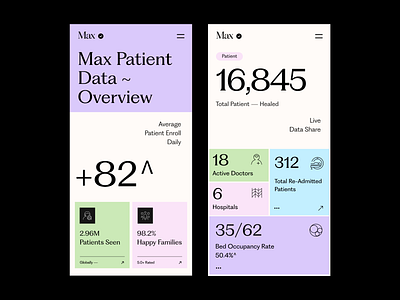 Max
Max Patient
Data ~
Overview
Average
Patient Enroll
Daily
+82^
2.96M
Patients Seen
Globally —
98.2%
Happy Families
5.0+ Rated
Max
Patient
16,845
Total Patient — Healed
Live
Data Share
18
Active Doctors
6
Hospitals
312
Total Re-Admitted
Patients
35/62
Bed Occupancy Rate
50.4%^